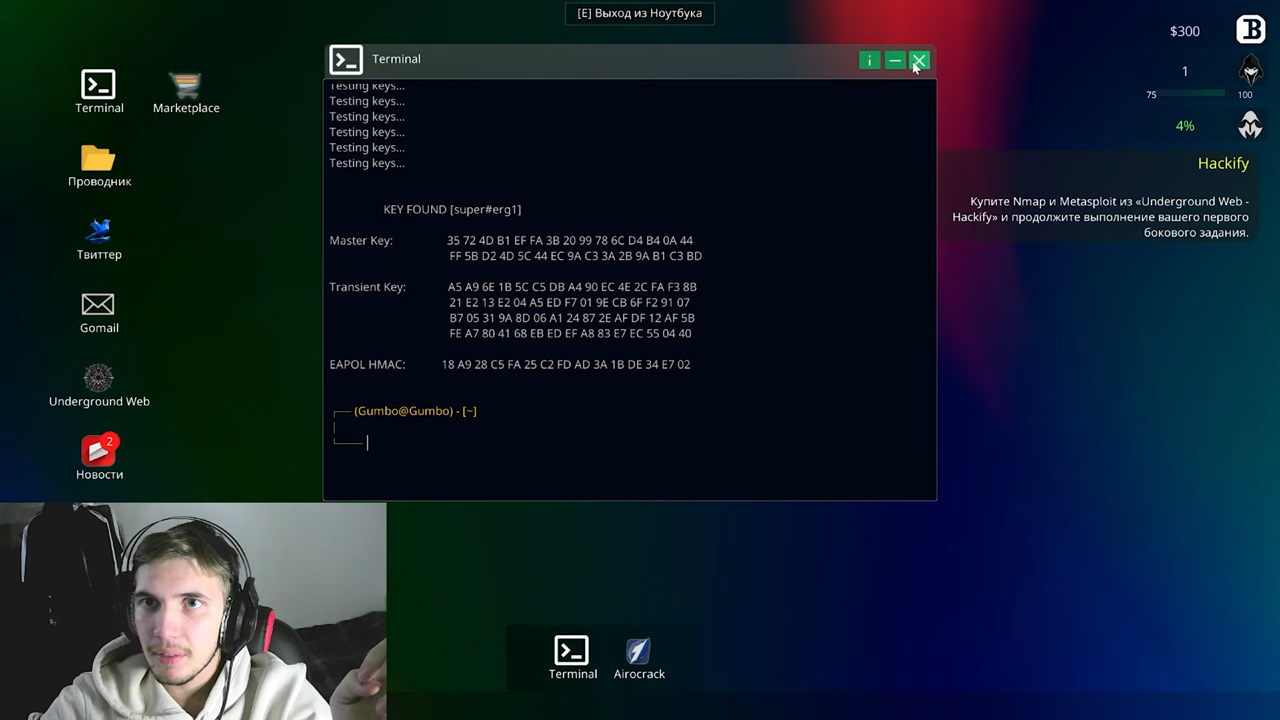 [E] Выход из Ноутбука
$300
1
75
100
4%
Hackify
Купите Nmap и Metasploit из «Underground Web -
Hackify» и продолжите выполнение вашего первого
бокового задания.
Terminal
Marketplace
Проводник
Твиттер
Gomail
Underground Web
2
Новости
Terminal
Testing keys...
Testing keys...
Testing keys...
Testing keys...
Testing keys...
Testing keys...
KEY FOUND [super#erg1]
Master Key: 35 72 4D B1 EF FA 3B 20 99 78 6C D4 B4 0A 44
FF 5B D2 4D 5C 44 EC 9A C3 3A 2B 9A B1 C3 BD
Transient Key: A5 A9 6E 1B 5C C5 DB A4 90 EC 4E 2C FA F3 8B
21 E2 13 E2 04 A5 ED F7 01 9E CB 6F F2 91 07
B7 05 31 9A 8D 06 A1 24 87 2E AF DF 12 AF 5B
FE A7 80 41 68 EB ED EF A8 83 E7 EC 55 04 40
EAPOL HMAC: 18 A9 28 C5 FA 25 C2 FD AD 3A 1B DE 34 E7 02
(Gumbo@Gumbo) - [~]
Terminal
Airocrack